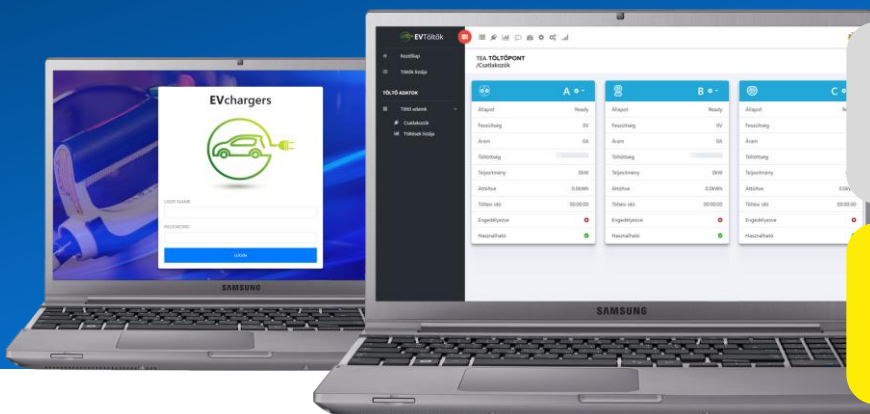 EVchargers
USER NAME
PASSWORD
LOGIN
SAMSUNG
EVTöltők
Kezdőlap
Töltők listája
TÖLTŐ ADATOK
Töltő adatok
Csatlakozók
Töltések listája
TEA TÖLTŐPONT
/Csatlakozók
A
Állapot Ready
Feszültség 0V
Áram 0A
Töltöttség
Teljesítmény 0kW
Áttöltve 0.0kWh
Töltési idő 00:00:00
Engedélyezve
Használható
B
Állapot Ready
Feszültség 0V
Áram 0A
Töltöttség
Teljesítmény 0kW
Áttöltve 0.0kWh
Töltési idő 00:00:00
Engedélyezve
Használható
C
Állapot
Feszültség
Áram
Töltöttség
Teljesítmény
Áttöltve
Töltési idő 00:00:00
Engedélyezve
Használható
SAMSUNG